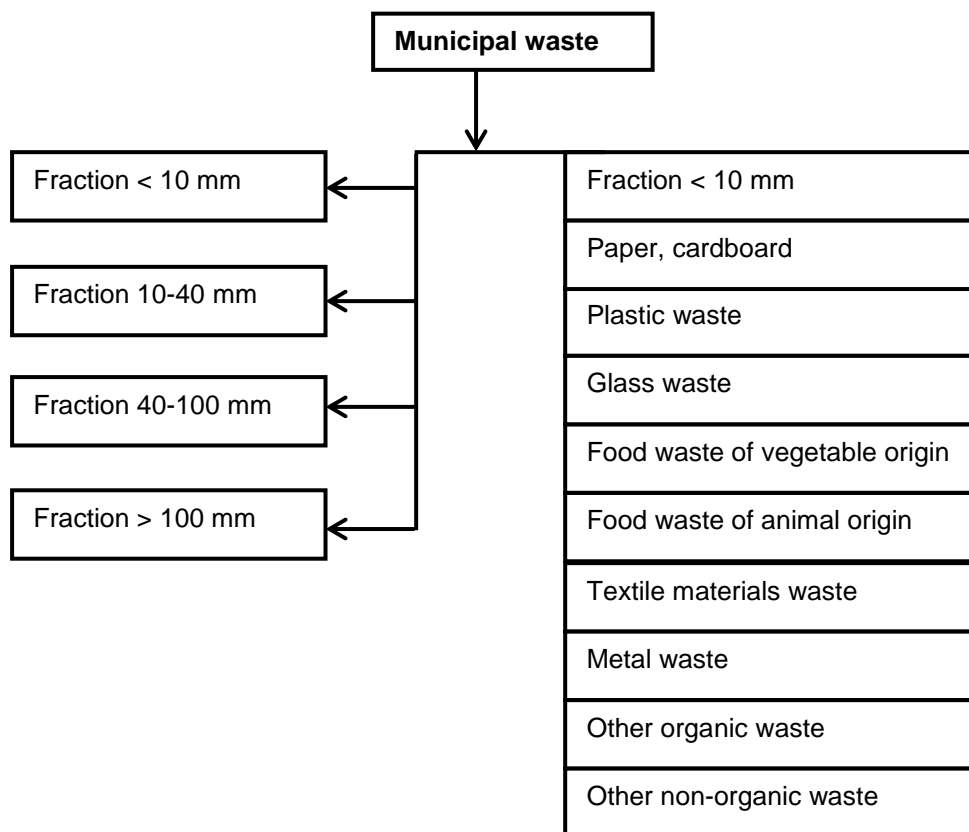 Municipal waste
Fraction < 10 mm
Fraction 10-40 mm
Fraction 40-100 mm
Fraction > 100 mm
Fraction < 10 mm
Paper, cardboard
Plastic waste
Glass waste
Food waste of vegetable origin
Food waste of animal origin
Textile materials waste
Metal waste
Other organic waste
Other non-organic waste